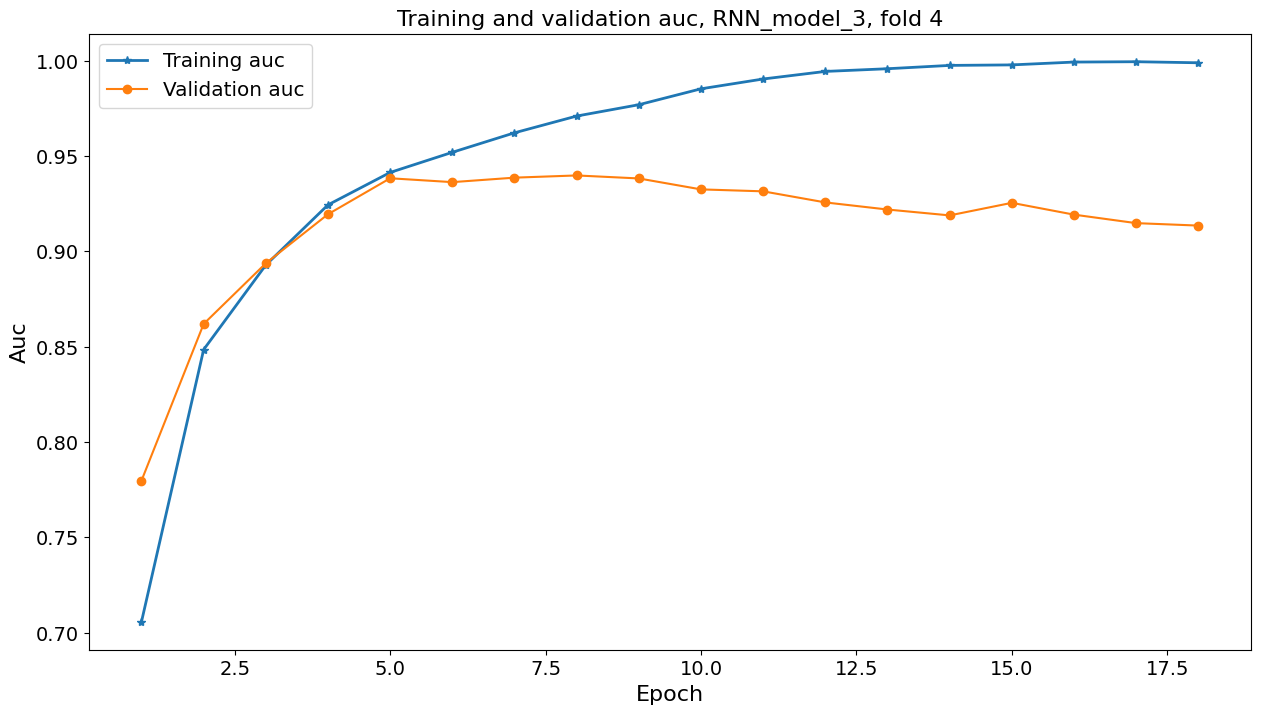 Training and validation auc, RNN_model_3, fold 4
Training auc
Validation auc
1.00
0.95
0.90
0.85
0.80
0.75
0.70
Auc
2.5 5.0 7.5 10.0 12.5 15.0 17.5
Epoch